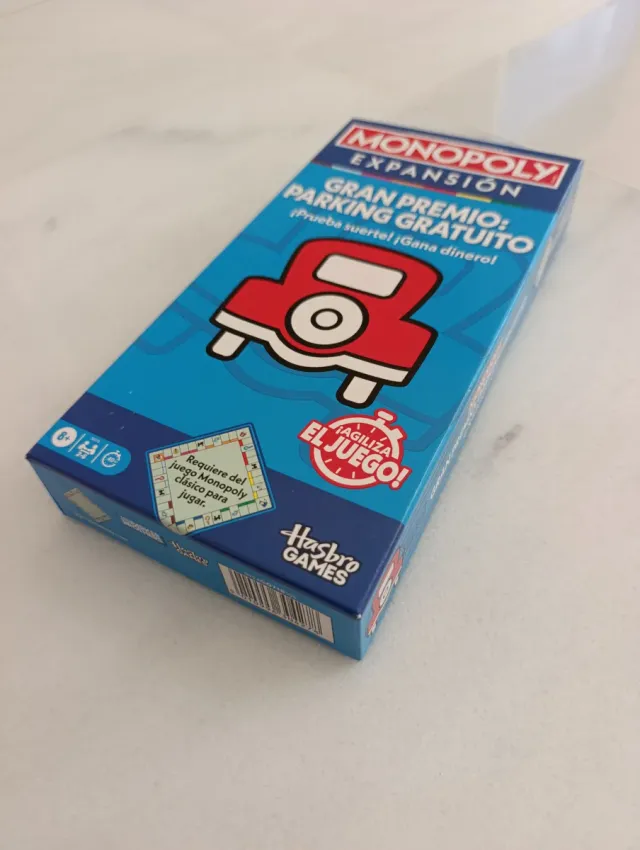 MONOPOLY
EXPANSIÓN
GRAN PREMIO:
PARKING GRATUITO
¡Prueba suerte! ¡Gana dinero!
¡AGILIZA
EL JUEGO!
8+
Requiere del
juego Monopoly
clásico para
jugar.
Hasbro
GAMES